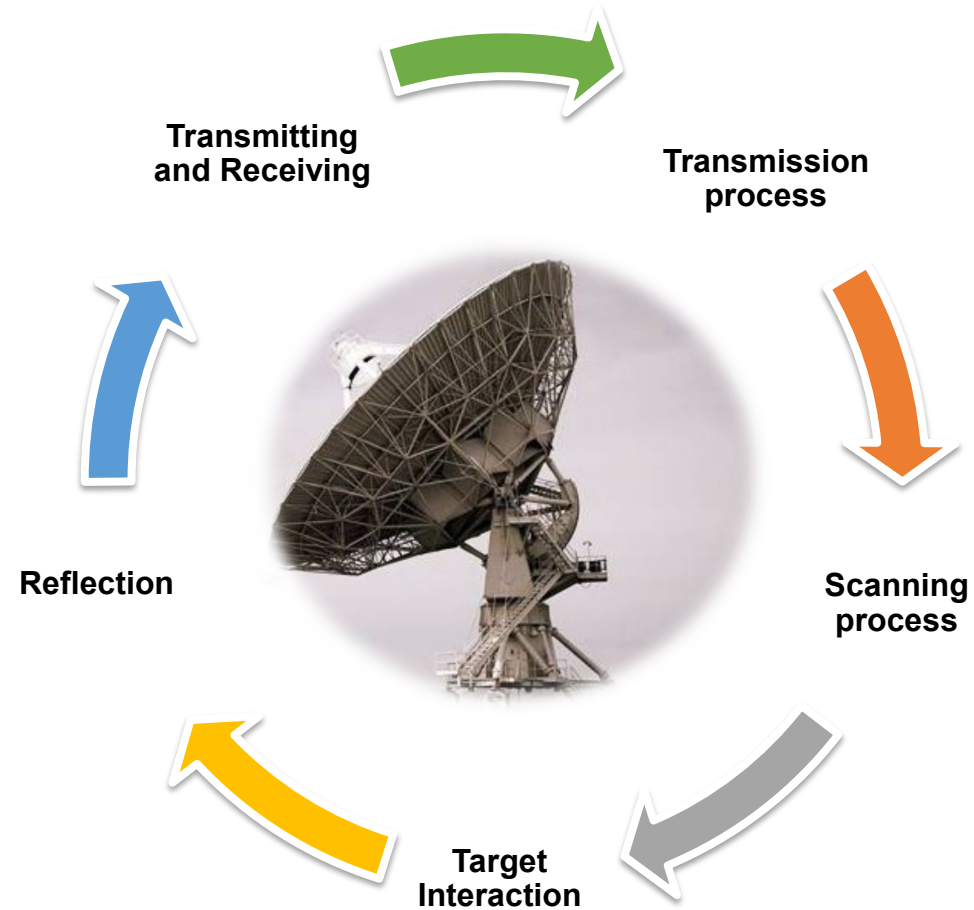 Transmitting
and Receiving
Transmission
process
Scanning
process
Target
Interaction
Reflection